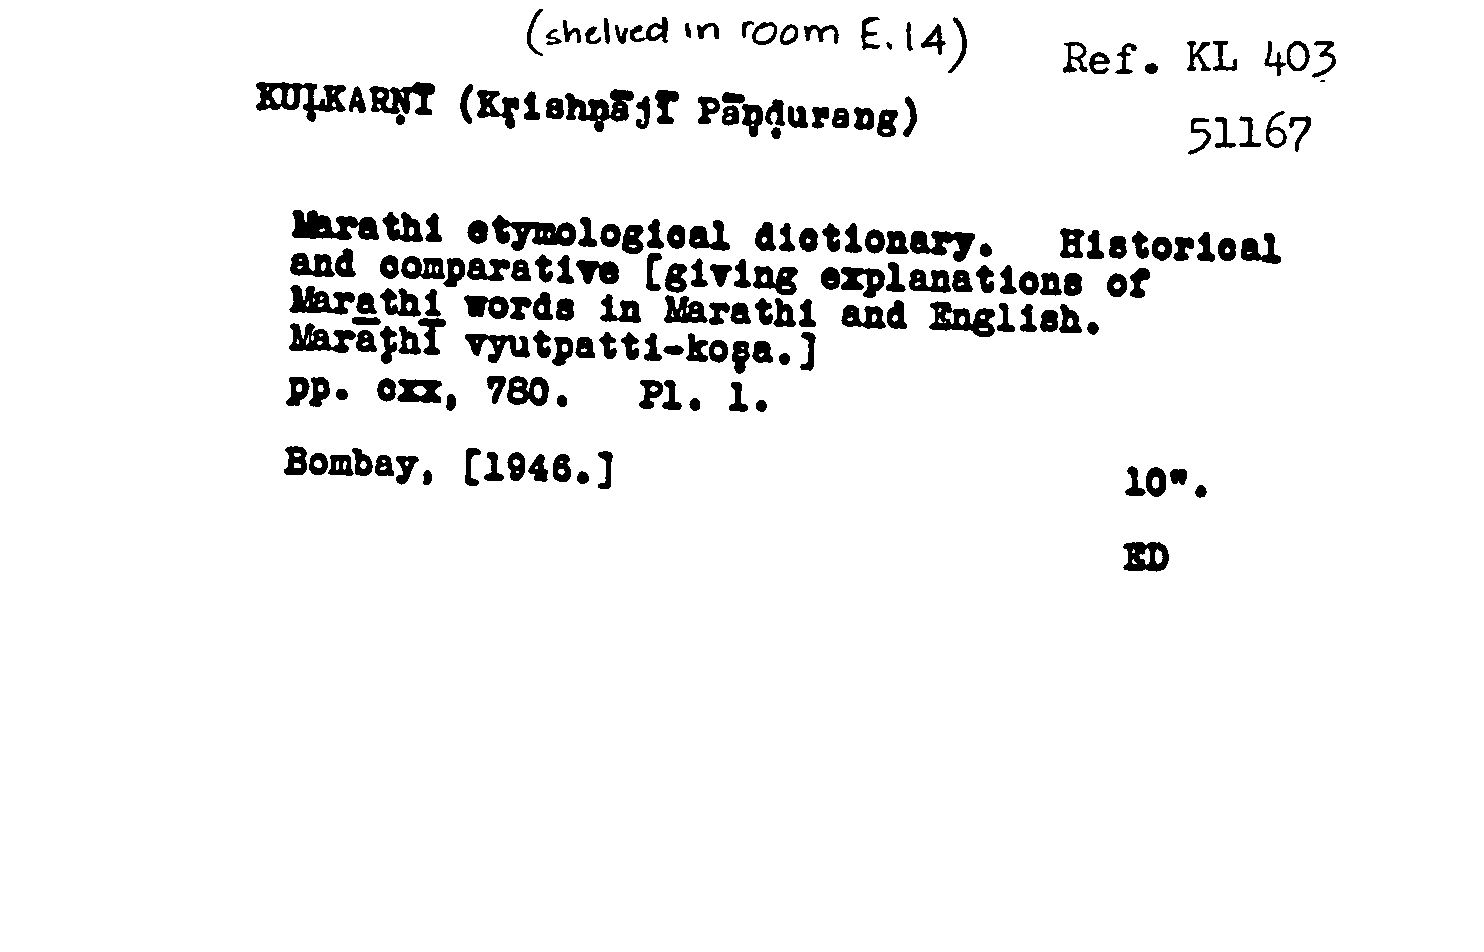 (shelved in room E.14)
Ref. KL 403
KUḶKARṆĪ (Kṛishṇājī Pāṇḍurang)
51167
Marathi etymological dictionary. Historical
and comparative [giving explanations of
Marathi words in Marathi and English.
Marāṭhī vyutpatti-koṣa.]
pp. cxx, 780. Pl. 1.
Bombay, [1946.]
10".
ED